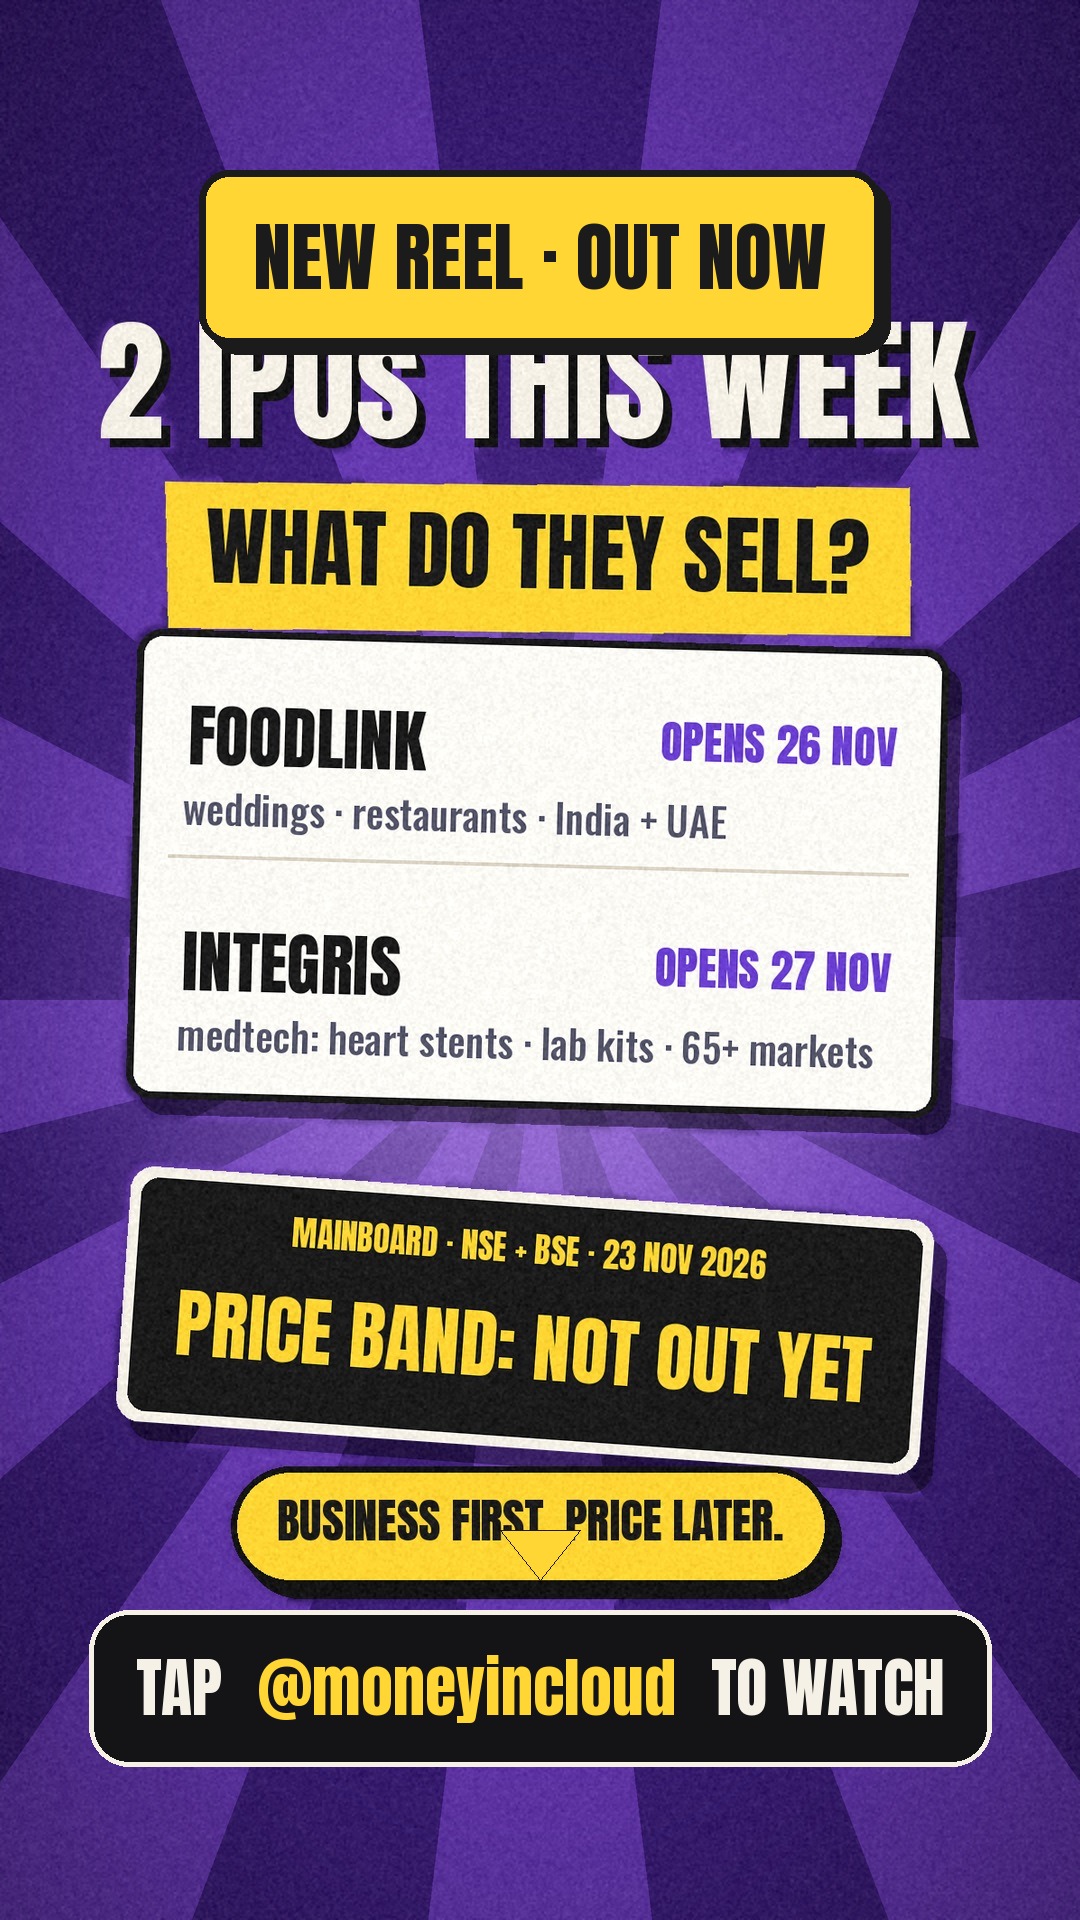 NEW REEL · OUT NOW
2 IPOs THIS WEEK
WHAT DO THEY SELL?
FOODLINK OPENS 26 NOV
weddings · restaurants · India + UAE
INTEGRIS OPENS 27 NOV
medtech: heart stents · lab kits · 65+ markets
MAINBOARD · NSE + BSE · 23 NOV 2026
PRICE BAND: NOT OUT YET
BUSINESS FIRST. PRICE LATER.
TAP @moneyincloud TO WATCH